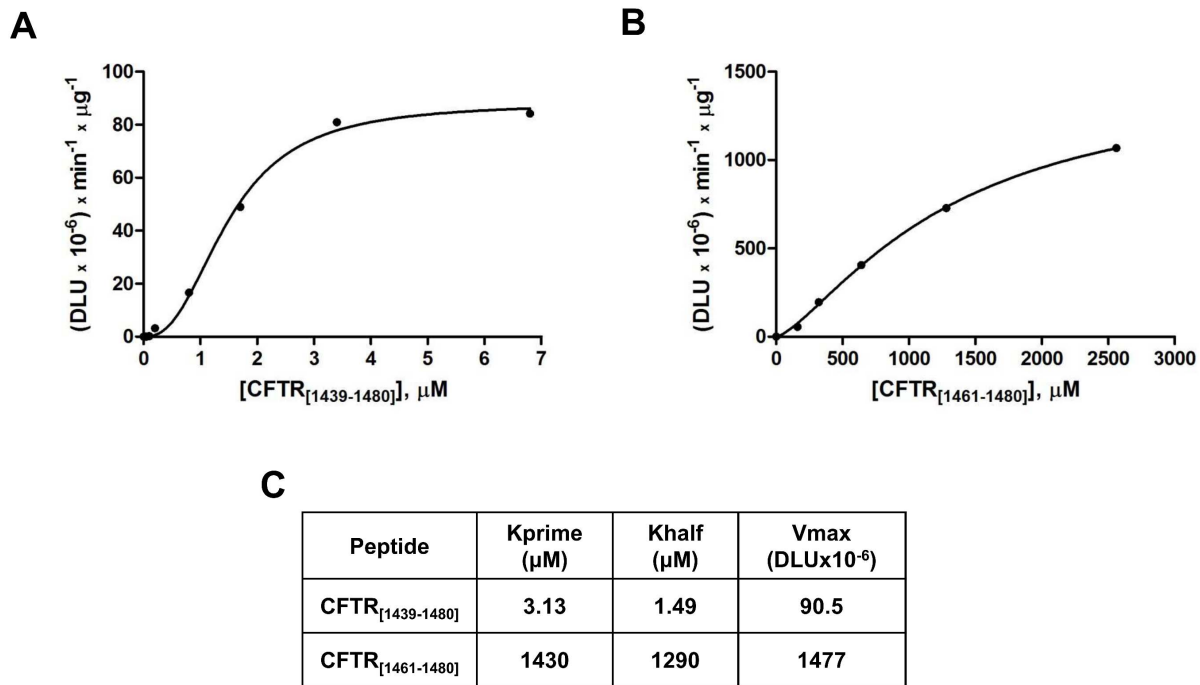 A
(DLU x 10-6) x min-1 x μg-1
100
80
60
40
20
0
0 1 2 3 4 5 6 7
[CFTR[1439-1480]], μM
B
(DLU x 10-6) x min-1 x μg-1
1500
1000
500
0
0 500 1000 1500 2000 2500 3000
[CFTR[1461-1480]], μM
C
Peptide Kprime (μM) Khalf (μM) Vmax (DLUx10-6)
CFTR[1439-1480] 3.13 1.49 90.5
CFTR[1461-1480] 1430 1290 1477